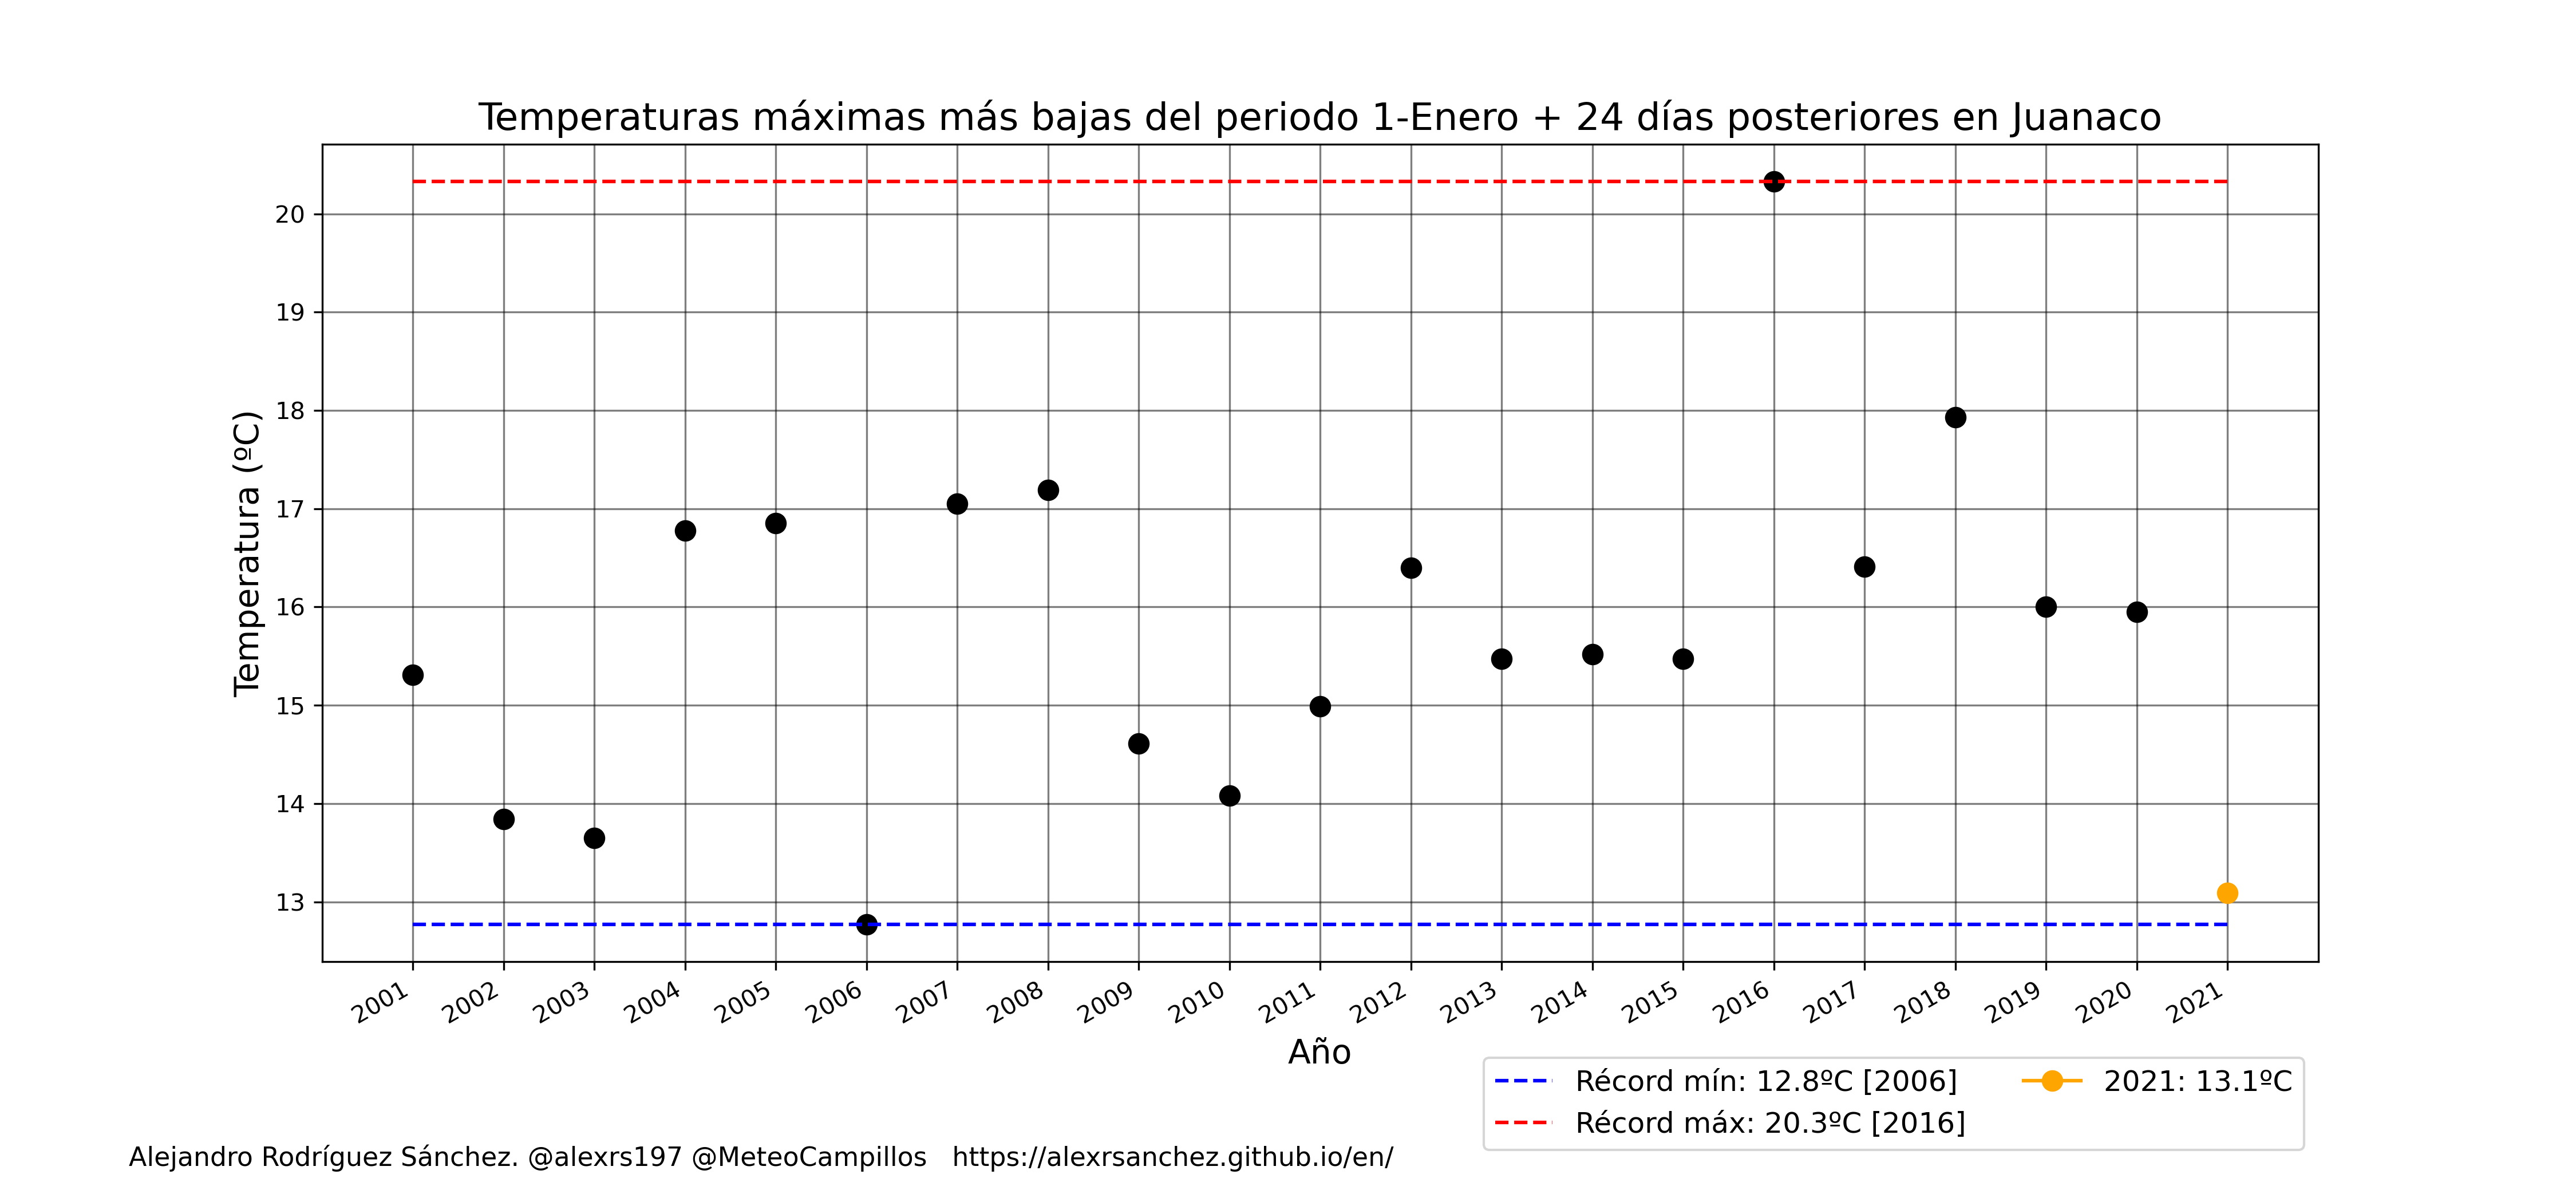 Temperaturas máximas más bajas del periodo 1-Enero + 24 días posteriores en Juanaco
Temperatura (ºC)
20
19
18
17
16
15
14
13
2001 2002 2003 2004 2005 2006 2007 2008 2009 2010 2011 2012 2013 2014 2015 2016 2017 2018 2019 2020 2021
Año
Récord mín: 12.8ºC [2006]
Récord máx: 20.3ºC [2016]
2021: 13.1ºC
Alejandro Rodríguez Sánchez. @alexrs197 @MeteoCampillos https://alexrsanchez.github.io/en/